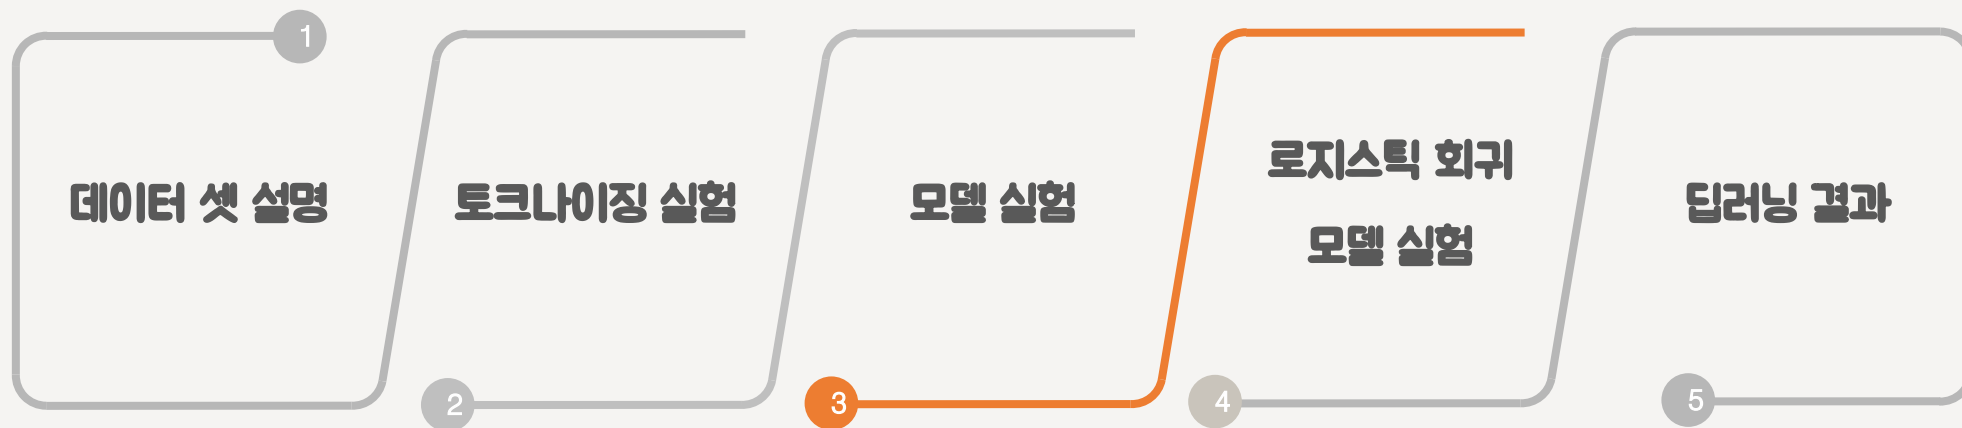 1
데이터 셋 설명
2
토크나이징 실험
3
모델 실험
4
로지스틱 회귀
모델 실험
5
딥러닝 결과